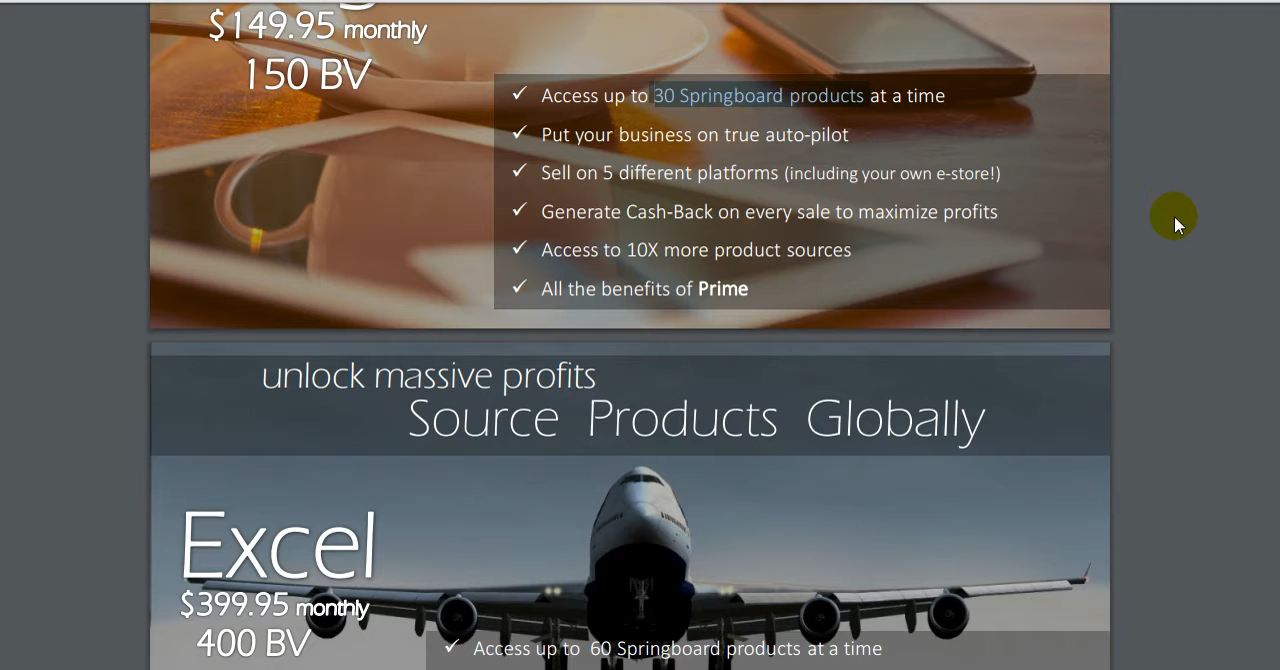 $149.95 monthly
150 BV
✓ Access up to 30 Springboard products at a time
✓ Put your business on true auto-pilot
✓ Sell on 5 different platforms (including your own e-store!)
✓ Generate Cash-Back on every sale to maximize profits
✓ Access to 10X more product sources
✓ All the benefits of Prime
unlock massive profits
Source Products Globally
Excel
$399.95 monthly
400 BV
✓ Access up to 60 Springboard products at a time